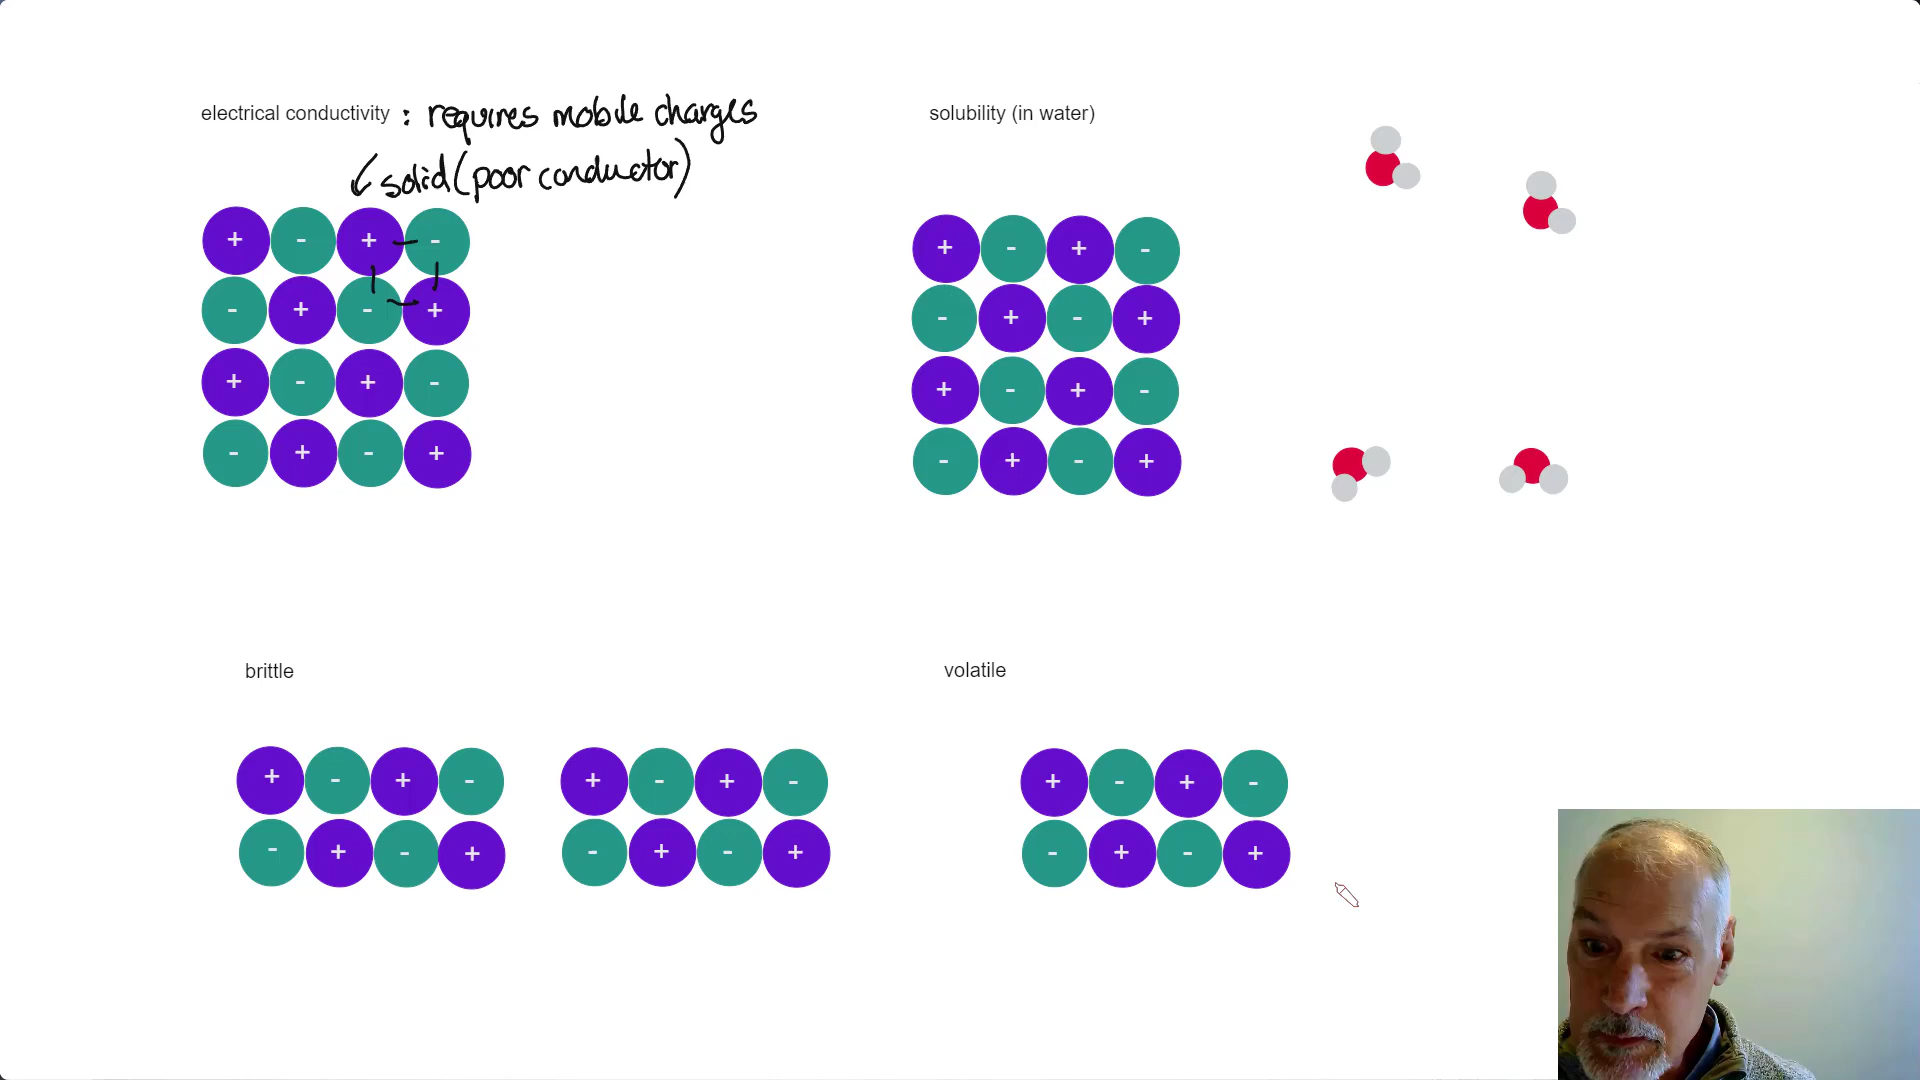 electrical conductivity : requires mobile charges
solid (poor conductor)
+ - + -
- + - +
+ - + -
- + - +
solubility (in water)
+ - + -
- + - +
+ - + -
- + - +
brittle
+ - + - + - + -
- + - + - + - +
volatile
+ - + -
- + - +